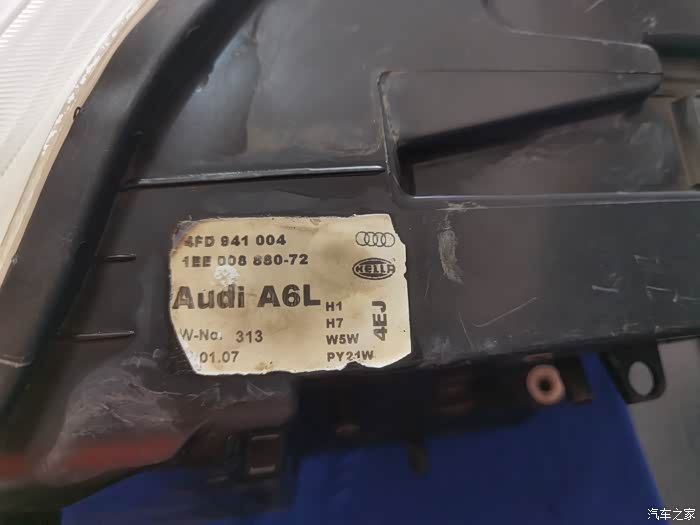 4FD 941 004
1EE 008 880-72
HELLA
Audi A6L
H1
H7
W5W
PY21W
4EJ
W-No. 313
01.07
汽车之家